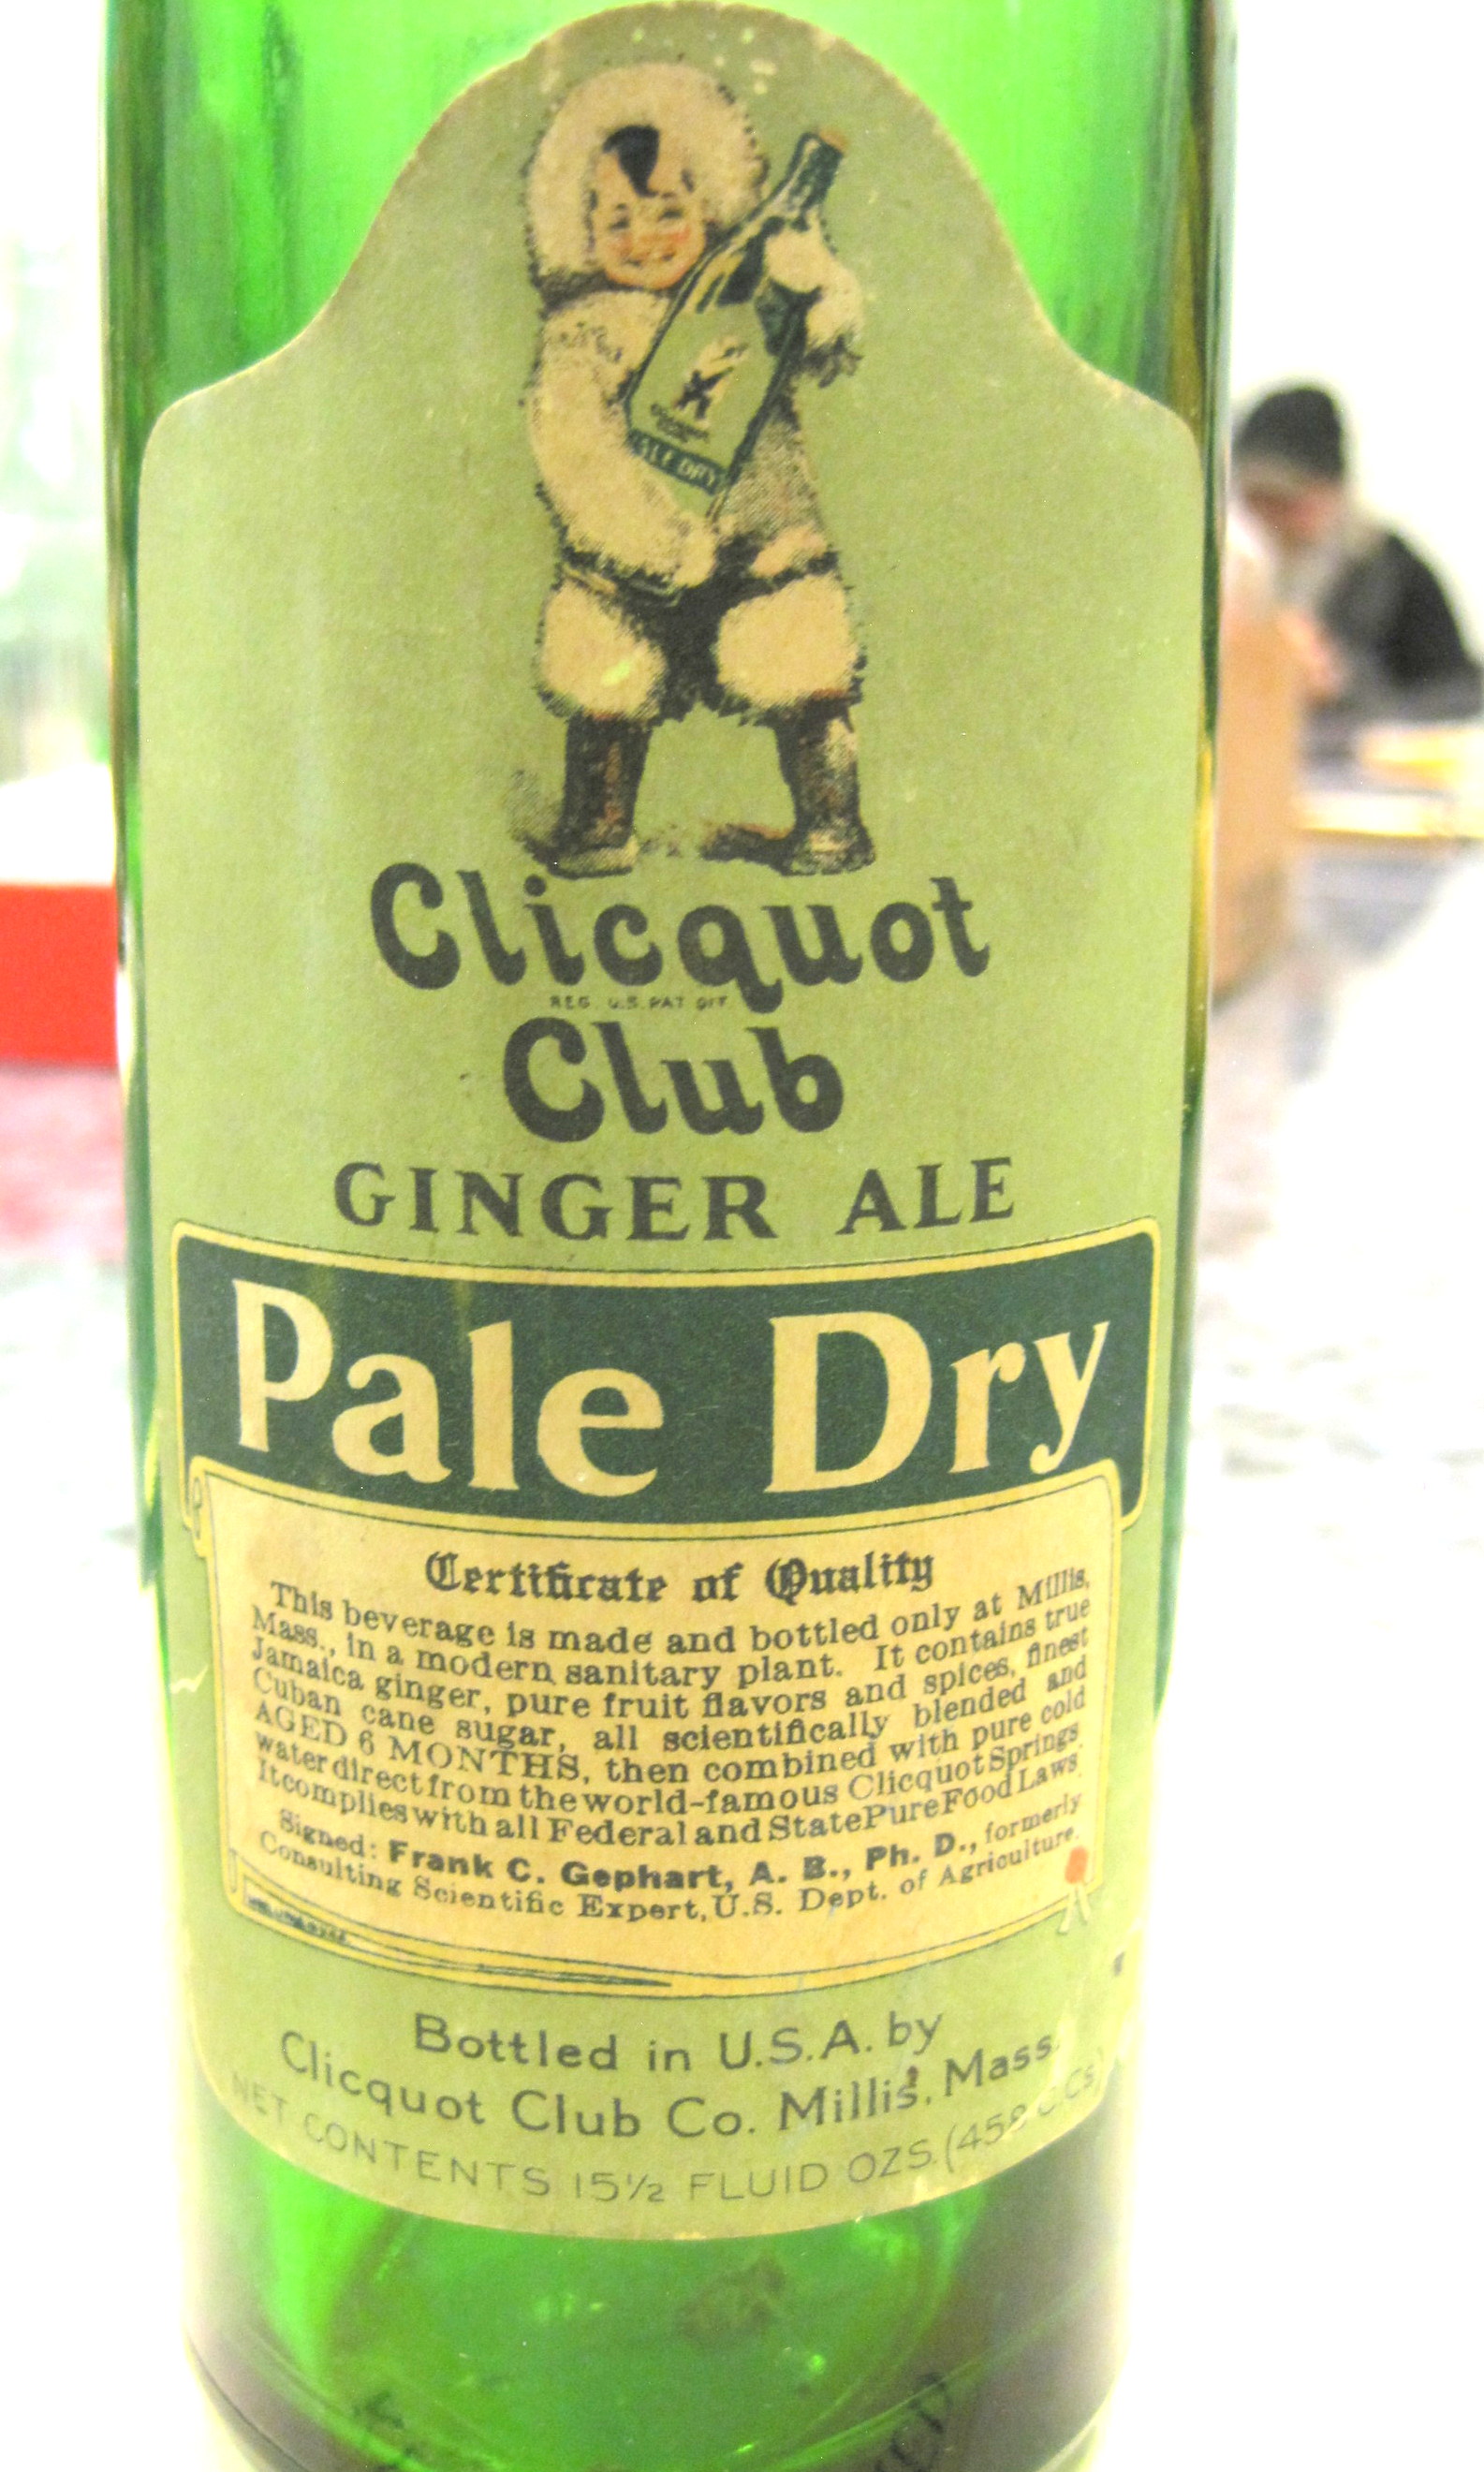 ALE DRY
Clicquot
REG. U.S. PAT. OFF.
Club
GINGER ALE
Pale Dry
Certificate of Quality
This beverage is made and bottled only at Millis,
Mass., in a modern sanitary plant. It contains true
Jamaica ginger, pure fruit flavors and spices, finest
Cuban cane sugar, all scientifically blended and
AGED 6 MONTHS, then combined with pure cold
water direct from the world-famous Clicquot Springs
It complies with all Federal and State Pure Food Laws
Signed: Frank C. Gephart, A. B., Ph. D., formerly
Consulting Scientific Expert, U.S. Dept. of Agriculture.
Bottled in U.S.A. by
Clicquot Club Co. Millis, Mass.
NET CONTENTS 15½ FLUID OZS. (458 C.Cs)